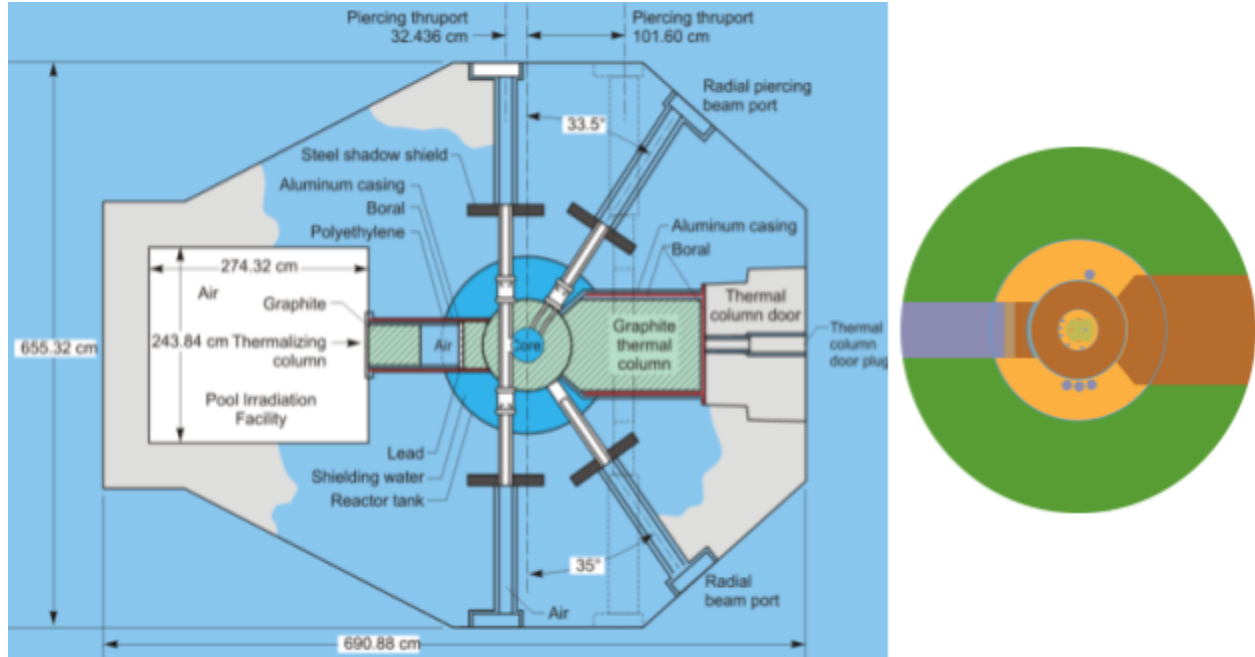 Piercing thruport
32.436 cm
Piercing thruport
101.60 cm
Radial piercing
beam port
33.5°
Steel shadow shield
Aluminum casing
Boral
Polyethylene
Aluminum casing
Boral
274.32 cm
Air
Graphite
243.84 cm Thermalizing
column
655.32 cm
Pool Irradiation
Facility
Air
Core
Graphite
thermal
column
Thermal
column door
Thermal
column
door plug
Lead
Shielding water
Reactor tank
35°
Air
Radial
beam port
690.88 cm